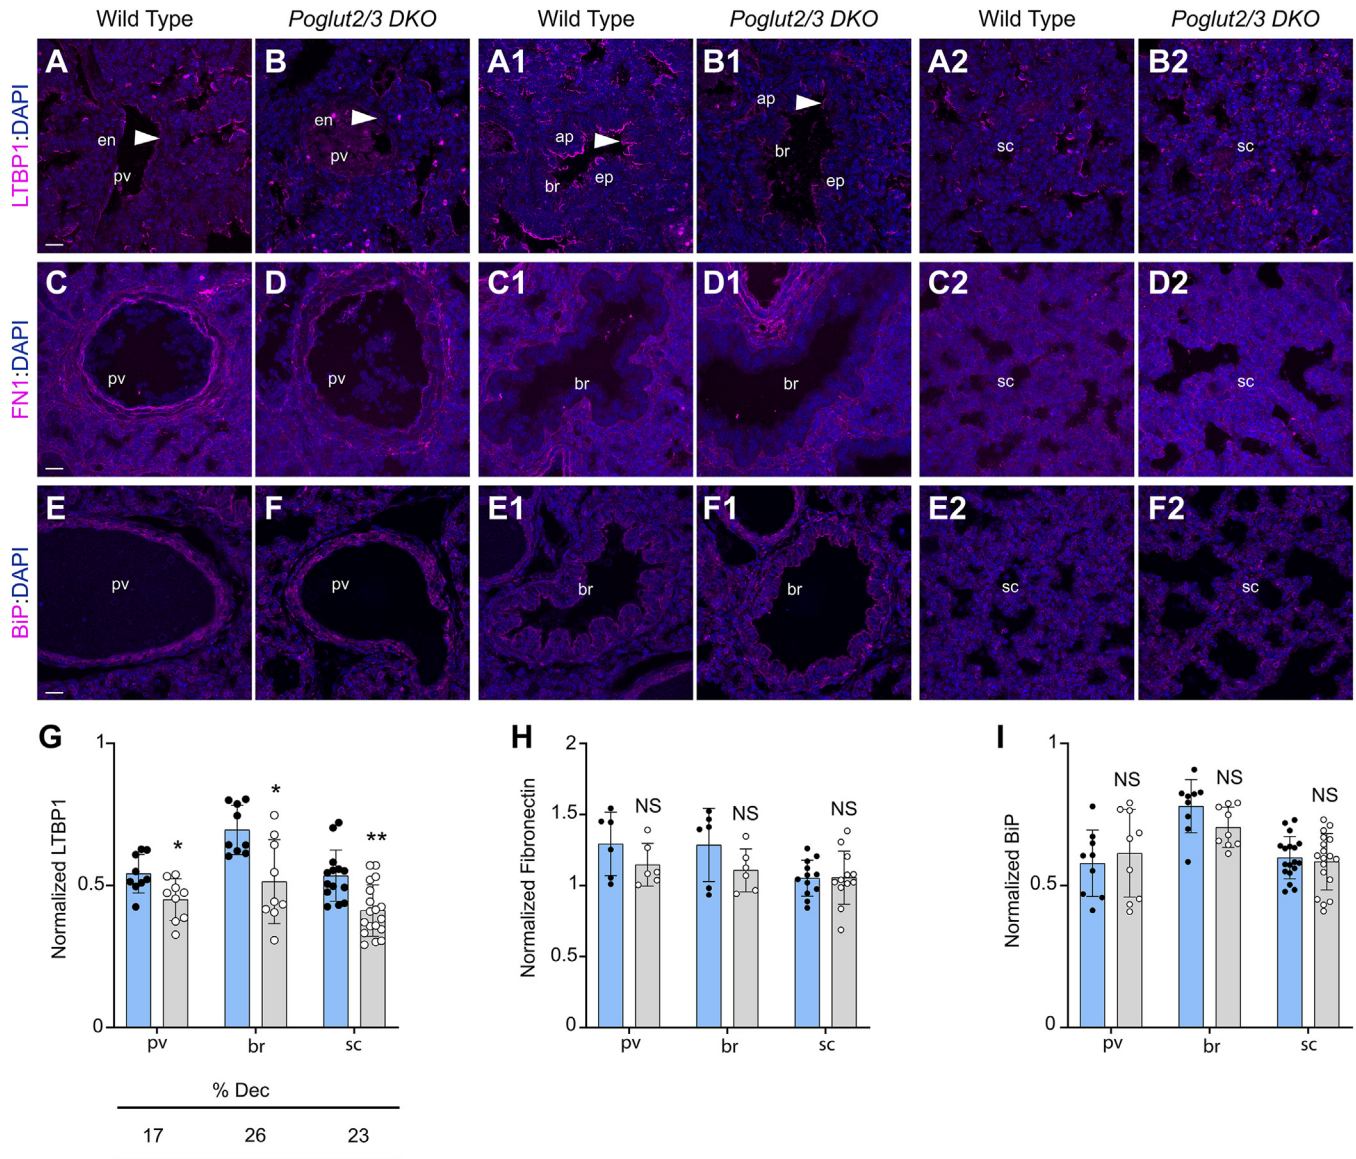 Wild Type Poglut2/3 DKO Wild Type Poglut2/3 DKO Wild Type Poglut2/3 DKO
LTBP1:DAPI
A en pv
B en pv
A1 ap br ep
B1 ap br ep
A2 sc
B2 sc
FN1:DAPI
C pv
D pv
C1 br
D1 br
C2 sc
D2 sc
BiP:DAPI
E pv
F pv
E1 br
F1 br
E2 sc
F2 sc
G
Normalized LTBP1
1
0.5
0
* * **
pv br sc
% Dec
17 26 23
H
Normalized Fibronectin
2
1.5
1
0.5
0
NS NS NS
pv br sc
I
Normalized BiP
1
0.5
0
NS NS NS
pv br sc